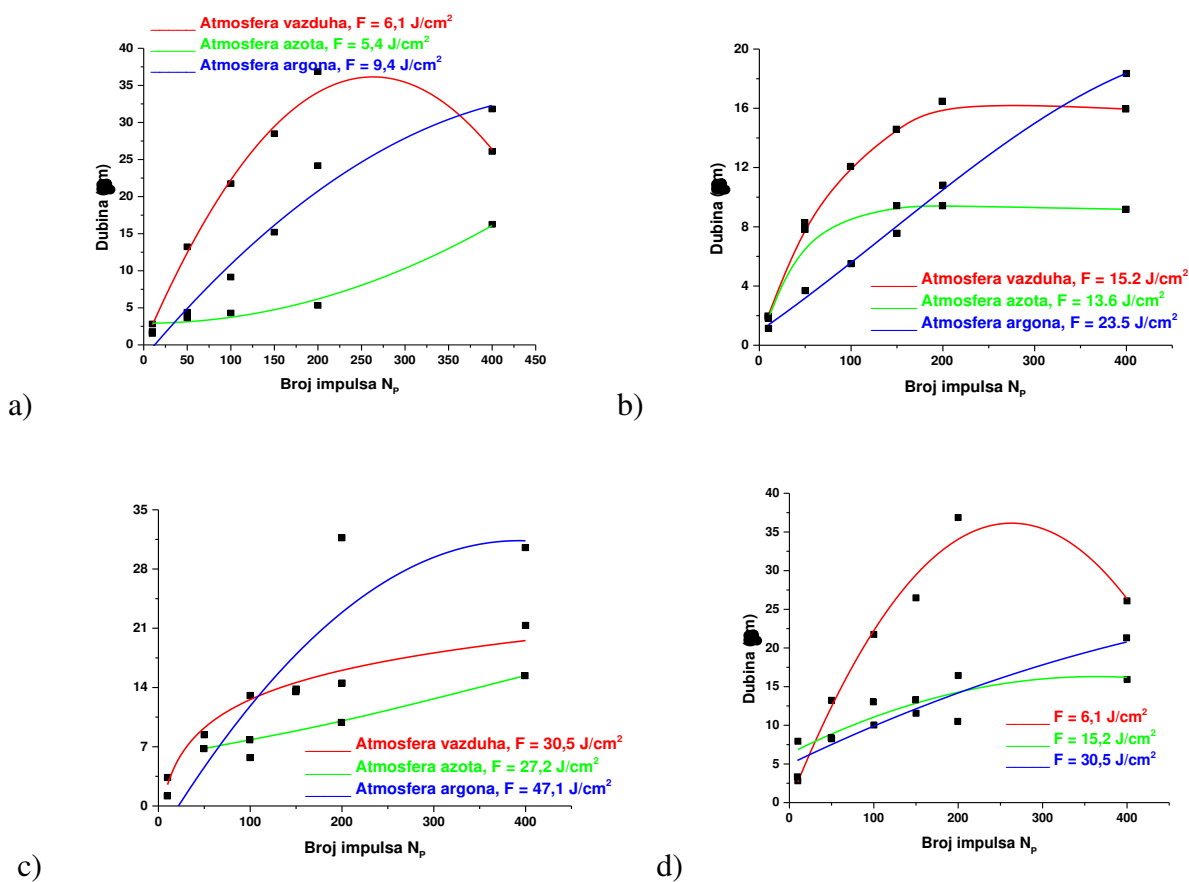 Atmosfera vazduha, F = 6,1 J/cm²
Atmosfera azota, F = 5,4 J/cm²
Atmosfera argona, F = 9,4 J/cm²
40
35
30
25
20
15
10
5
0
Dubina m)
0 50 100 150 200 250 300 350 400 450
Broj impulsa Nₚ
a)
20
16
12
8
4
0
Dubina m)
Atmosfera vazduha, F = 15.2 J/cm²
Atmosfera azota, F = 13.6 J/cm²
Atmosfera argona, F = 23.5 J/cm²
0 100 200 300 400
Broj impulsa Nₚ
b)
35
28
21
14
7
0
Atmosfera vazduha, F = 30,5 J/cm²
Atmosfera azota, F = 27,2 J/cm²
Atmosfera argona, F = 47,1 J/cm²
0 100 200 300 400
Broj impulsa Nₚ
c)
40
35
30
25
20
15
10
5
0
Dubina m)
F = 6,1 J/cm²
F = 15,2 J/cm²
F = 30,5 J/cm²
0 100 200 300 400
Broj impulsa Nₚ
d)